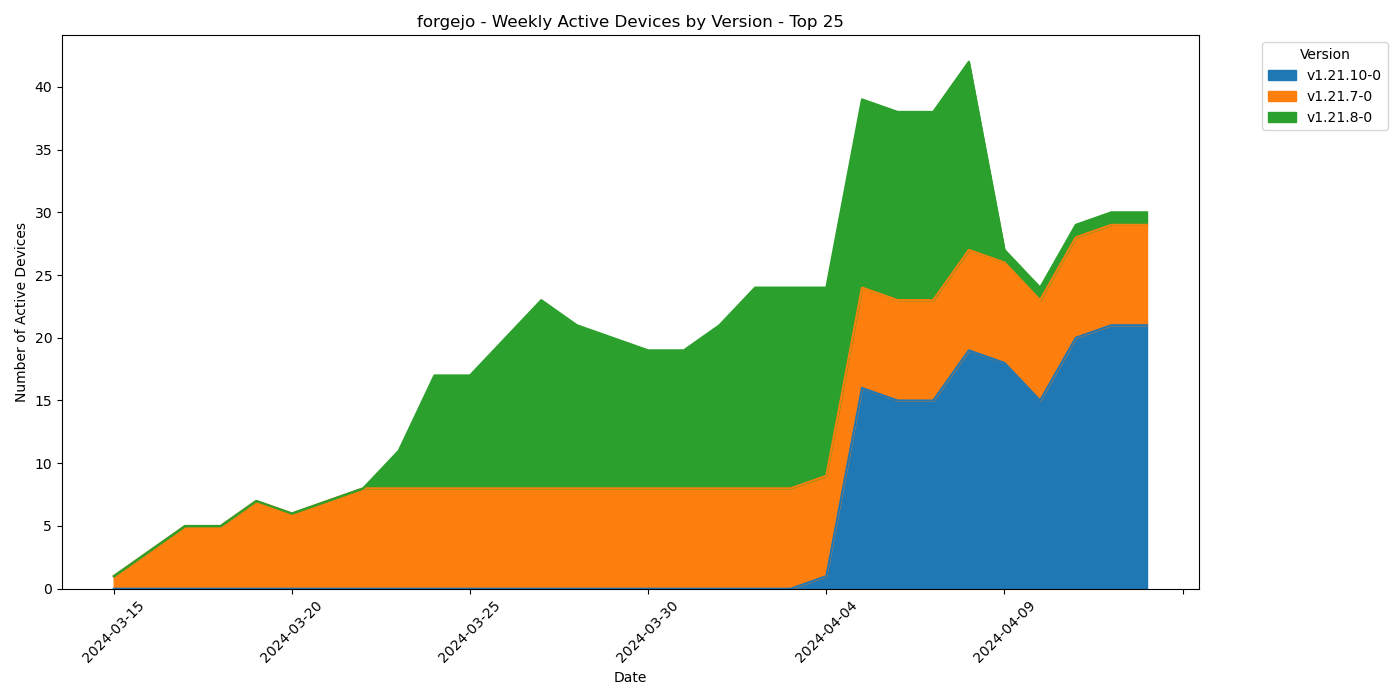 forgejo - Weekly Active Devices by Version - Top 25
Number of Active Devices
40
35
30
25
20
15
10
5
0
2024-03-15
2024-03-20
2024-03-25
2024-03-30
2024-04-04
2024-04-09
Date
Version
v1.21.10-0
v1.21.7-0
v1.21.8-0